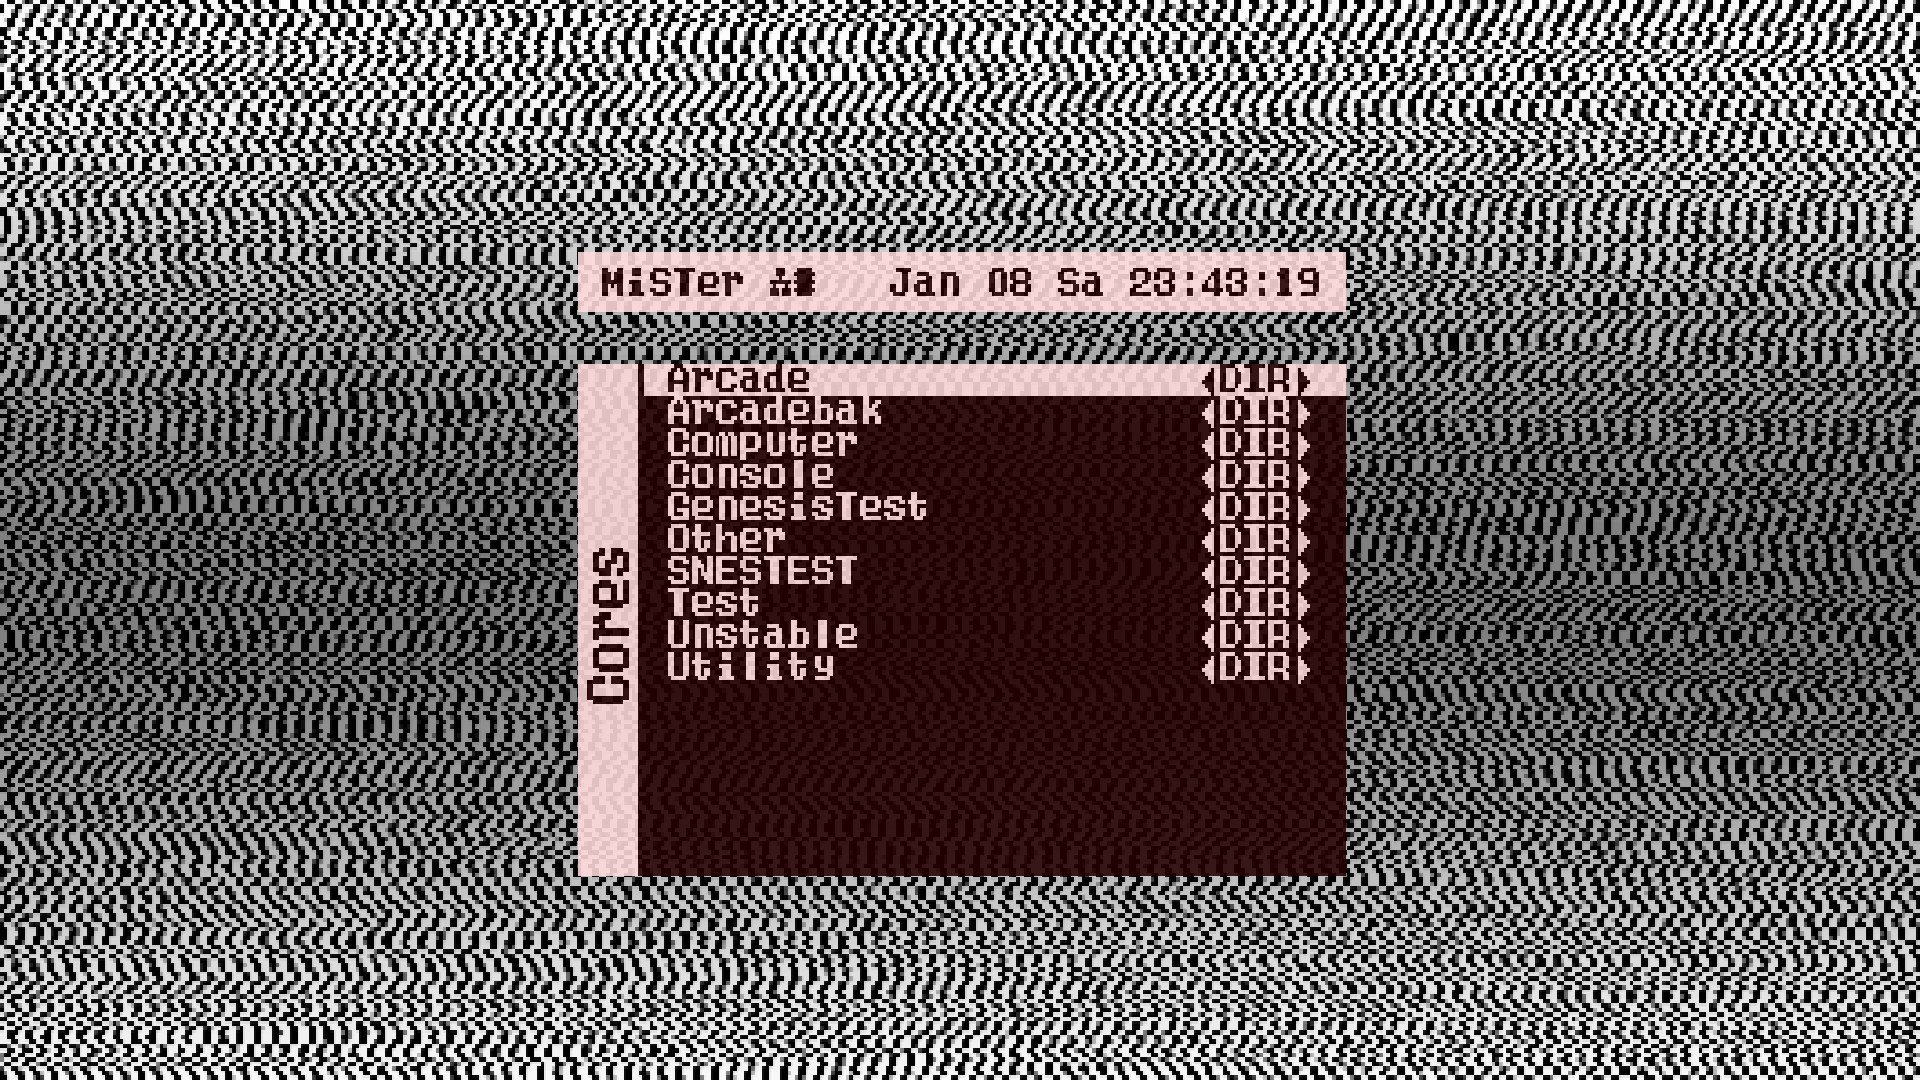 MiSTer Jan 08 Sa 23:43:19
Cores
Arcade <DIR>
Arcadebak <DIR>
Computer <DIR>
Console <DIR>
GenesisTest <DIR>
Other <DIR>
SNESTEST <DIR>
Test <DIR>
Unstable <DIR>
Utility <DIR>